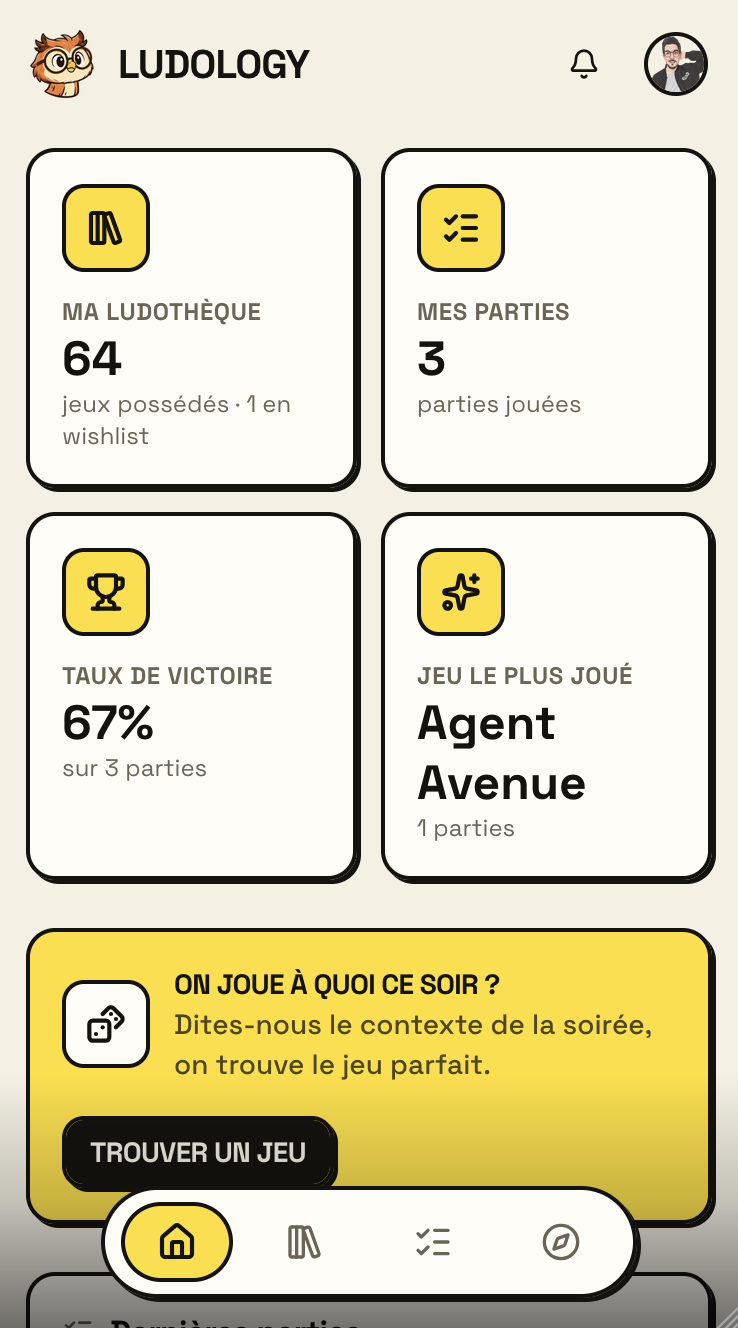 LUDOLOGY
MA LUDOTHÈQUE
64
jeux possédés · 1 en
wishlist
MES PARTIES
3
parties jouées
TAUX DE VICTOIRE
67%
sur 3 parties
JEU LE PLUS JOUÉ
Agent
Avenue
1 parties
ON JOUE À QUOI CE SOIR ?
Dites-nous le contexte de la soirée,
on trouve le jeu parfait.
TROUVER UN JEU
Dernières parties